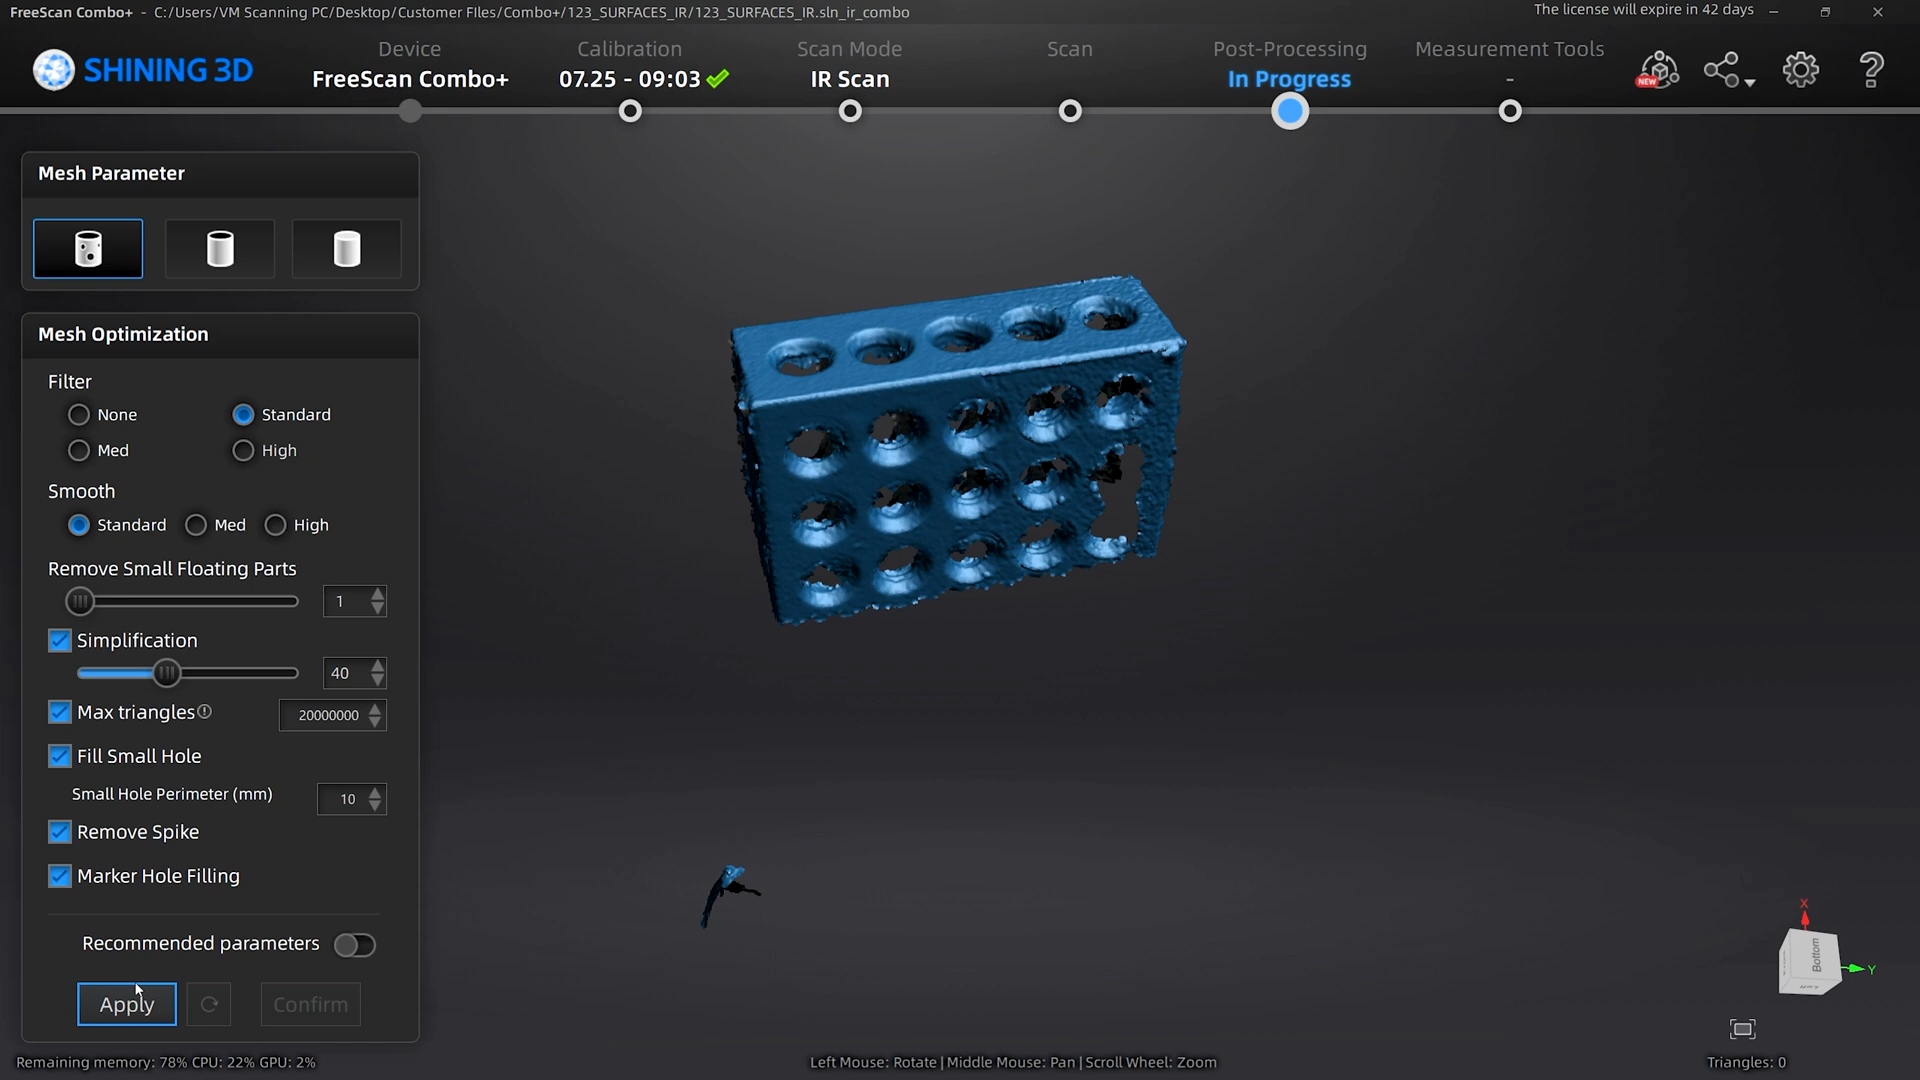 FreeScan Combo+ - C:/Users/VM Scanning PC/Desktop/Customer FIles/Combo+/123_SURFACES_IR/123_SURFACES_IR.sln_ir_combo
The license will expire in 42 days
SHINING 3D
Device
FreeScan Combo+
Calibration
07.25 - 09:03
Scan Mode
IR Scan
Scan
Post-Processing
In Progress
Measurement Tools
-
NEW
Mesh Parameter
Mesh Optimization
Filter
None
Standard
Med
High
Smooth
Standard
Med
High
Remove Small Floating Parts
1
Simplification
40
Max triangles
20000000
Fill Small Hole
Small Hole Perimeter (mm)
10
Remove Spike
Marker Hole Filling
Recommended parameters
Apply
Confirm
X
Bottom
Y
Remaining memory: 78% CPU: 22% GPU: 2%
Left Mouse: Rotate | Middle Mouse: Pan | Scroll Wheel: Zoom
Triangles: 0